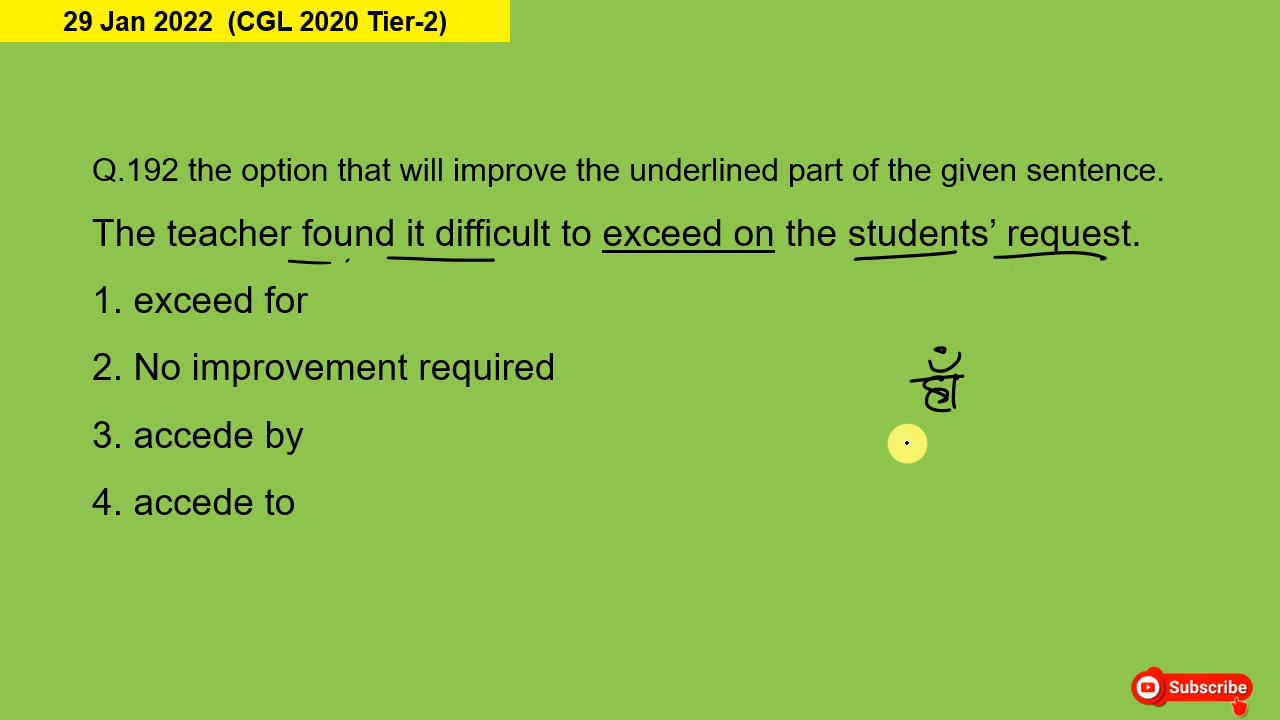 29 Jan 2022 (CGL 2020 Tier-2)
Q.192 the option that will improve the underlined part of the given sentence.
The teacher found it difficult to exceed on the students’ request.
1. exceed for
2. No improvement required
हाँ
3. accede by
4. accede to
Subscribe